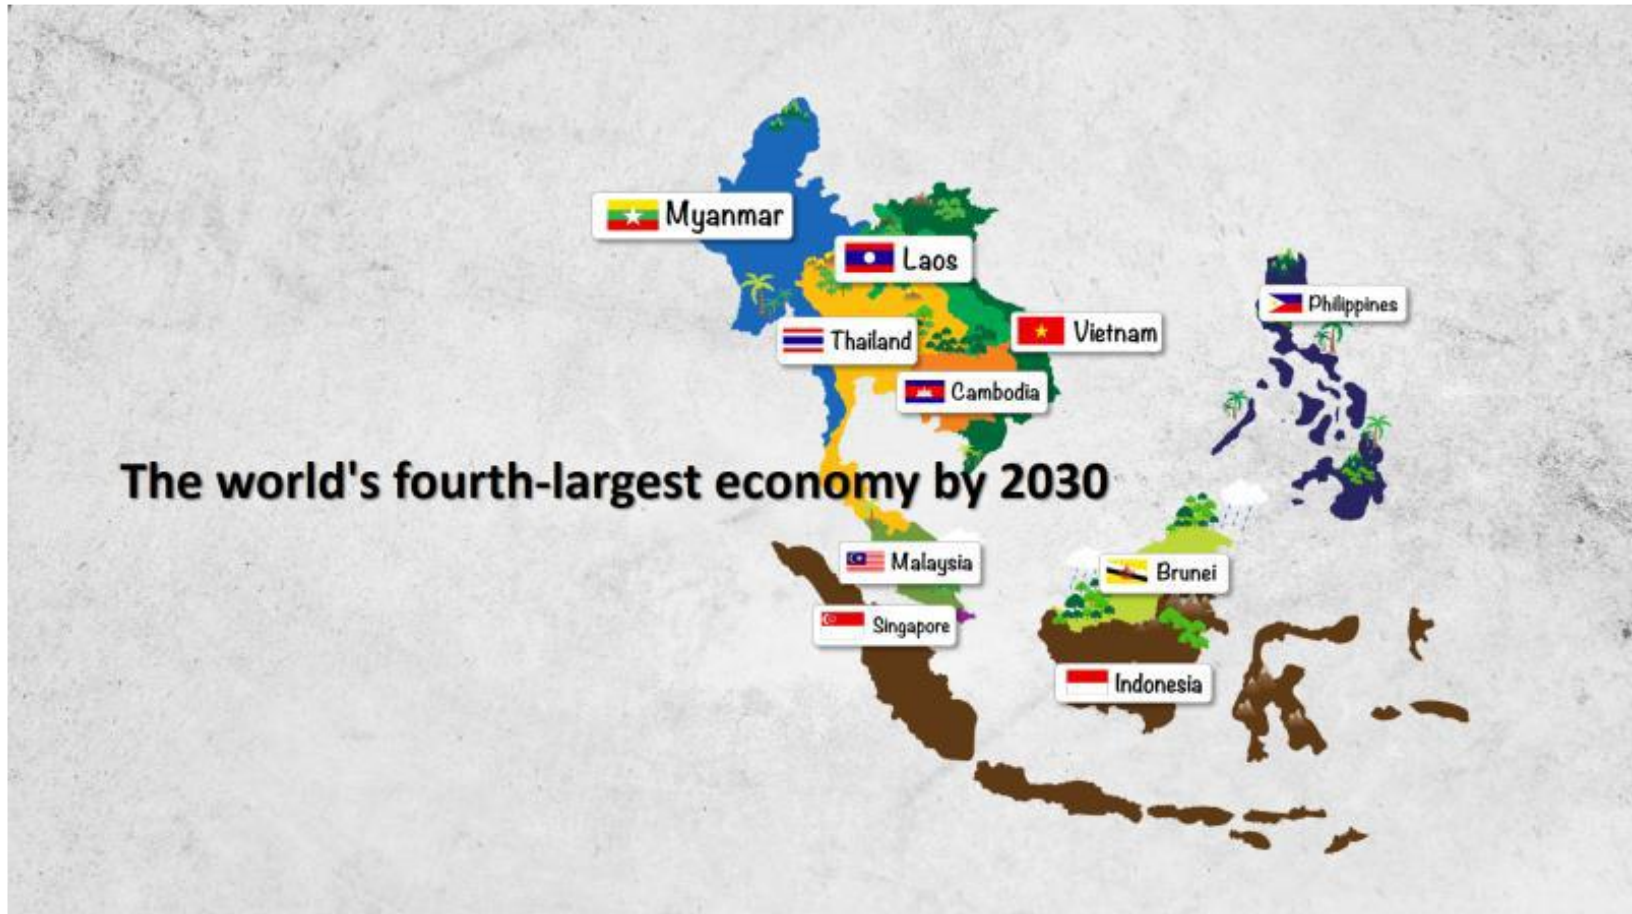 Myanmar
Laos
Philippines
Thailand
Vietnam
Cambodia
The world's fourth-largest economy by 2030
Malaysia
Brunei
Singapore
Indonesia